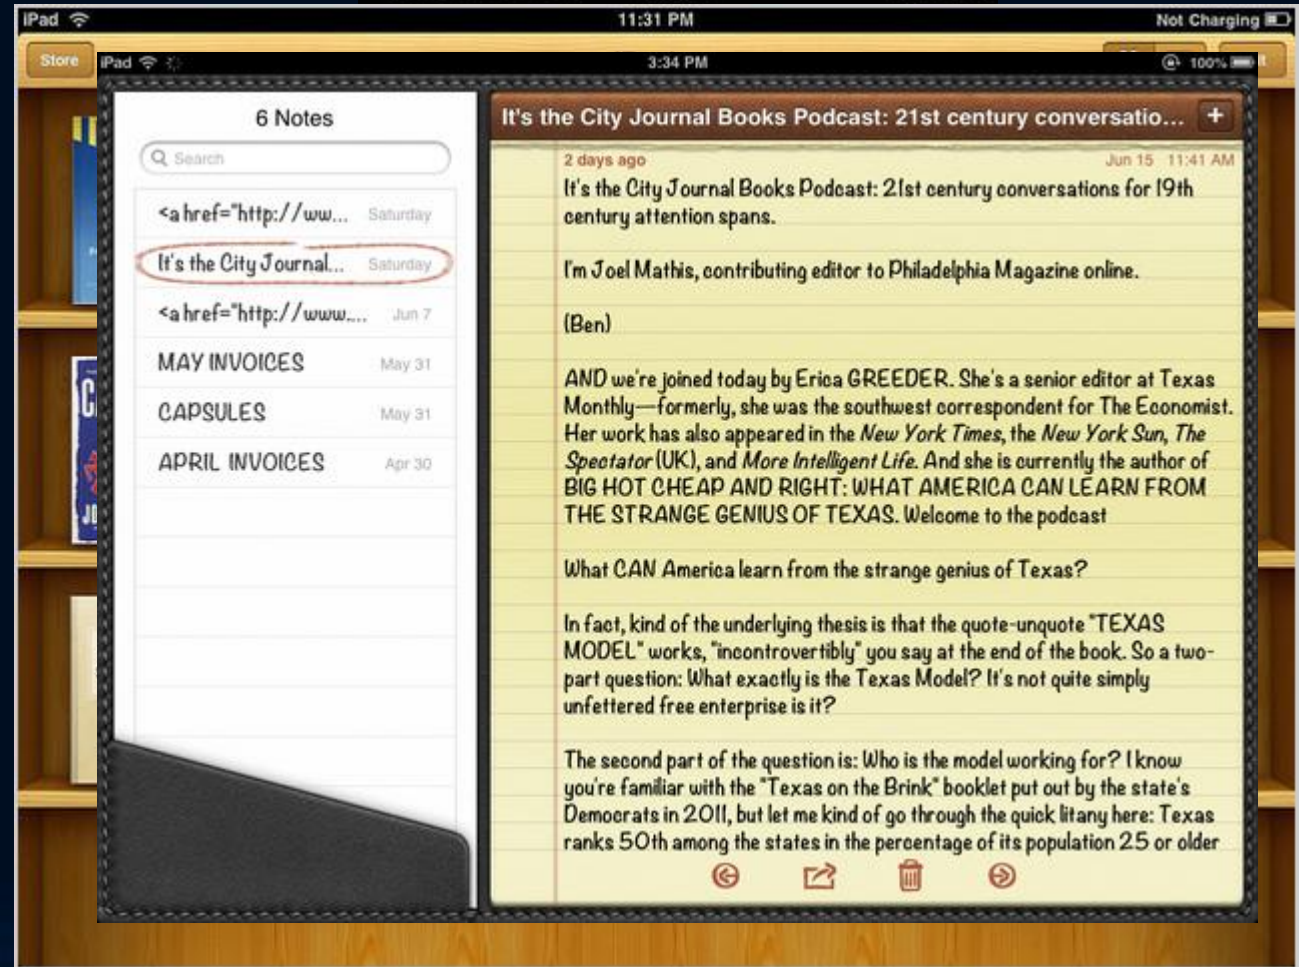 iPad
11:31 PM
Not Charging
Store
iPad
3:34 PM
100%
6 Notes
Search
<a href="http://ww... Saturday
It's the City Journal... Saturday
<a href="http://www.... Jun 7
MAY INVOICES May 31
CAPSULES May 31
APRIL INVOICES Apr 30
It's the City Journal Books Podcast: 21st century conversatio... +
2 days ago Jun 15 11:41 AM
It's the City Journal Books Podcast: 21st century conversations for 19th
century attention spans.
I'm Joel Mathis, contributing editor to Philadelphia Magazine online.
(Ben)
AND we're joined today by Erica GREEDER. She's a senior editor at Texas
Monthly—formerly, she was the southwest correspondent for The Economist.
Her work has also appeared in the New York Times, the New York Sun, The
Spectator (UK), and More Intelligent Life. And she is currently the author of
BIG HOT CHEAP AND RIGHT: WHAT AMERICA CAN LEARN FROM
THE STRANGE GENIUS OF TEXAS. Welcome to the podcast
What CAN America learn from the strange genius of Texas?
In fact, kind of the underlying thesis is that the quote-unquote "TEXAS
MODEL" works, "incontrovertibly" you say at the end of the book. So a two-
part question: What exactly is the Texas Model? It's not quite simply
unfettered free enterprise is it?
The second part of the question is: Who is the model working for? I know
you're familiar with the "Texas on the Brink" booklet put out by the state's
Democrats in 2011, but let me kind of go through the quick litany here: Texas
ranks 50th among the states in the percentage of its population 25 or older